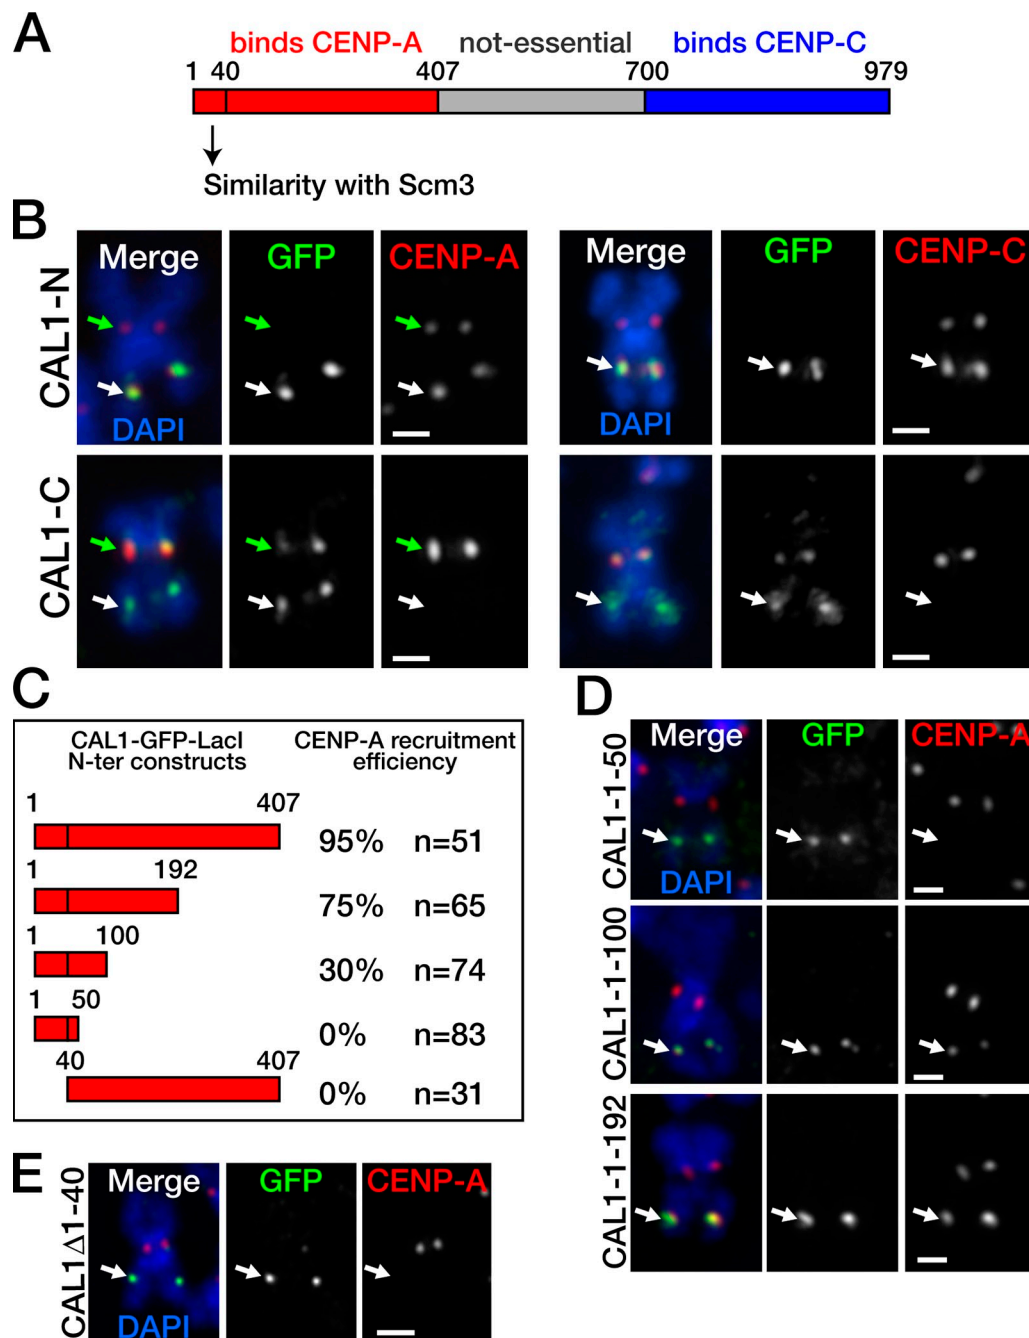 A
binds CENP-A not-essential binds CENP-C
1 40 407 700 979
Similarity with Scm3
B
CAL1-N
Merge GFP CENP-A
DAPI
Merge GFP CENP-C
DAPI
CAL1-C
C
CAL1-GFP-LacI CENP-A recruitment
N-ter constructs efficiency
1 407
95% n=51
1 192
75% n=65
1 100
30% n=74
1 50
0% n=83
40 407
0% n=31
D
CAL1-1-50
Merge GFP CENP-A
DAPI
CAL1-1-100
CAL1-1-192
E
CAL1Δ1-40
Merge GFP CENP-A
DAPI